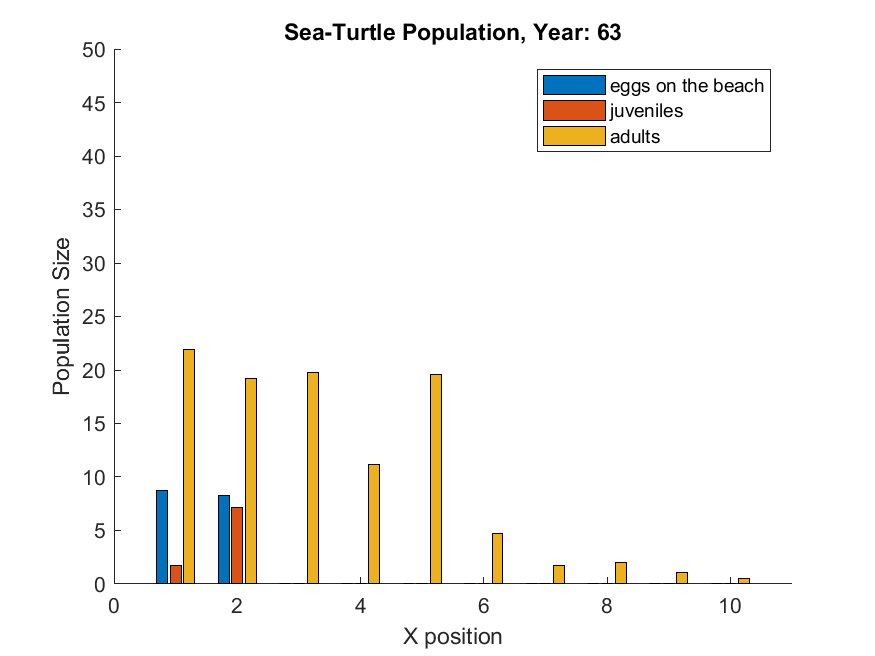 Sea-Turtle Population, Year: 63
eggs on the beach
juveniles
adults
50
45
40
35
30
25
20
15
10
5
0
Population Size
0 2 4 6 8 10
X position